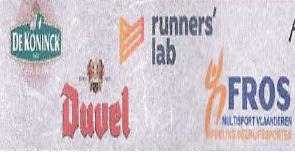 DE KONINCK
Duvel
runners'
lab
FROS
MULTISPORT VLAANDEREN